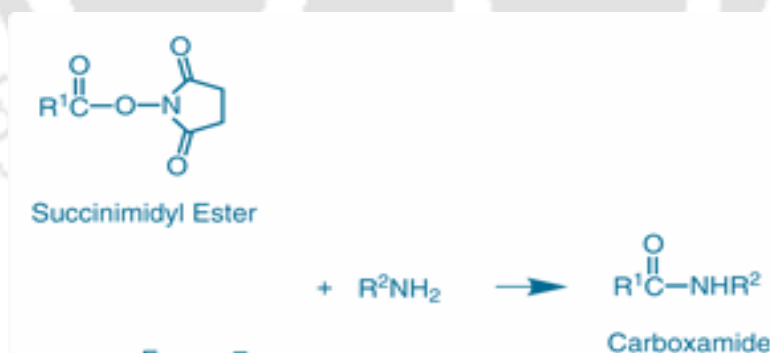 O
O
R¹C—O—N
O
Succinimidyl Ester
+ R²NH₂
O
R¹C—NHR²
Carboxamide